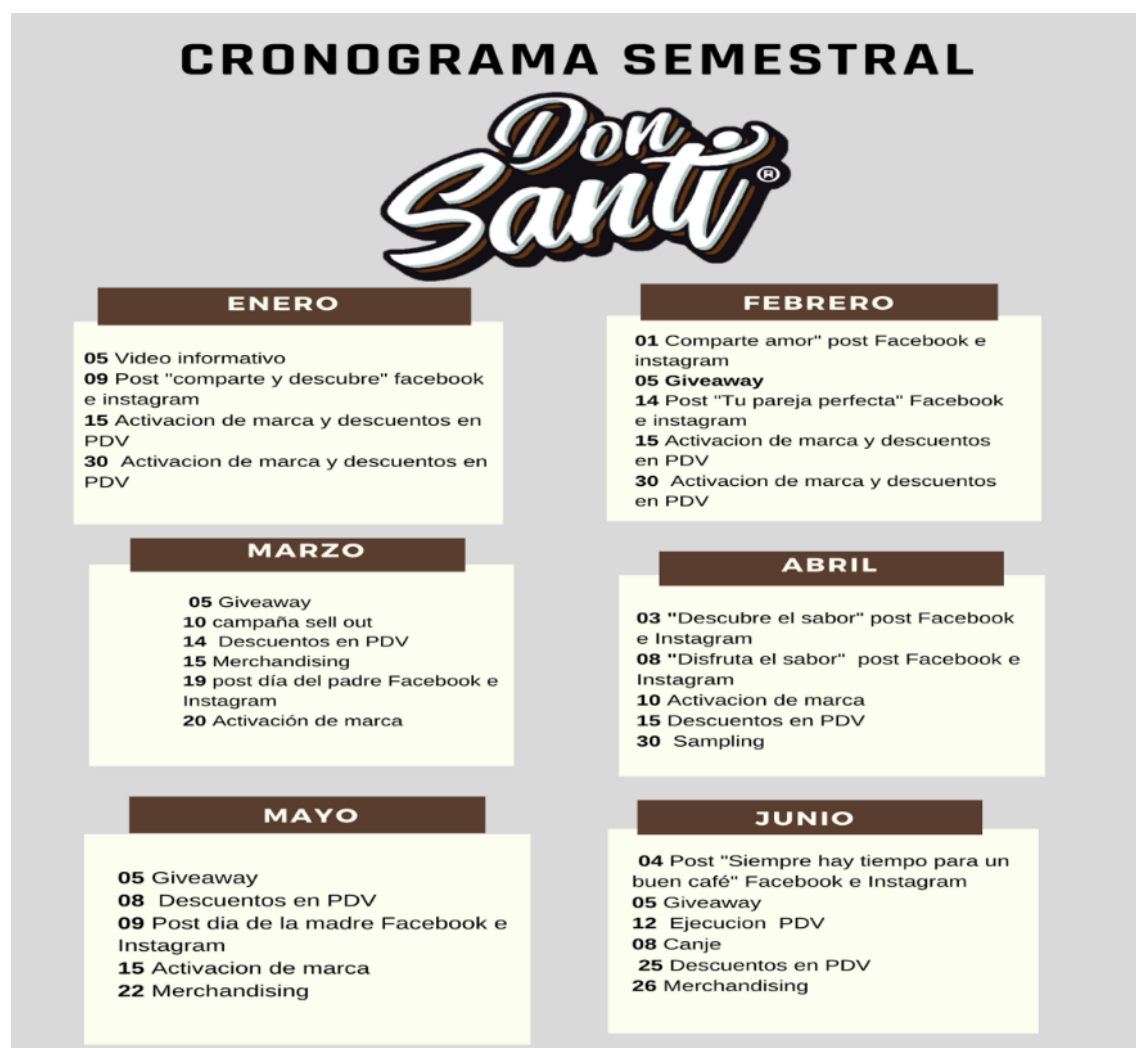 CRONOGRAMA SEMESTRAL
Don
Santi®
ENERO
05 Video informativo
09 Post "comparte y descubre" facebook
e instagram
15 Activacion de marca y descuentos en
PDV
30 Activacion de marca y descuentos en
PDV
FEBRERO
01 Comparte amor" post Facebook e
instagram
05 Giveaway
14 Post "Tu pareja perfecta" Facebook
e instagram
15 Activacion de marca y descuentos
en PDV
30 Activacion de marca y descuentos
en PDV
MARZO
05 Giveaway
10 campaña sell out
14 Descuentos en PDV
15 Merchandising
19 post día del padre Facebook e
Instagram
20 Activación de marca
ABRIL
03 "Descubre el sabor" post Facebook
e Instagram
08 "Disfruta el sabor" post Facebook e
Instagram
10 Activacion de marca
15 Descuentos en PDV
30 Sampling
MAYO
05 Giveaway
08 Descuentos en PDV
09 Post dia de la madre Facebook e
Instagram
15 Activacion de marca
22 Merchandising
JUNIO
04 Post "Siempre hay tiempo para un
buen café" Facebook e Instagram
05 Giveaway
12 Ejecucion PDV
08 Canje
25 Descuentos en PDV
26 Merchandising